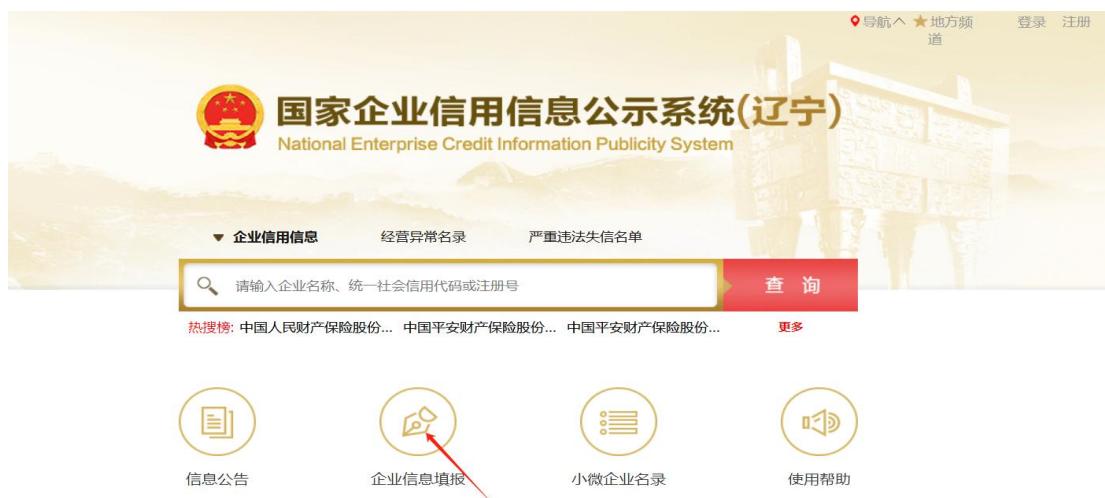 导航 地方频道 登录 注册
国家企业信用信息公示系统(辽宁)
National Enterprise Credit Information Publicity System
企业信用信息 经营异常名录 严重违法失信名单
请输入企业名称、统一社会信用代码或注册号 查询
热搜榜: 中国人民财产保险股份... 中国平安财产保险股份... 中国平安财产保险股份... 更多
信息公告 企业信息填报 小微企业名录 使用帮助